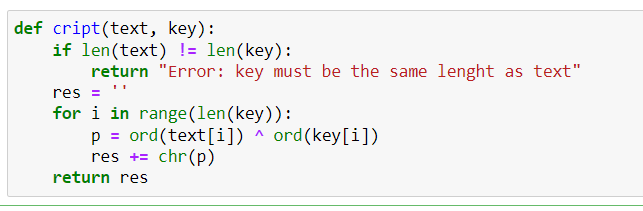 def cript(text, key):
    if len(text) != len(key):
        return "Error: key must be the same lenght as text"
    res = ''
    for i in range(len(key)):
        p = ord(text[i]) ^ ord(key[i])
        res += chr(p)
    return res